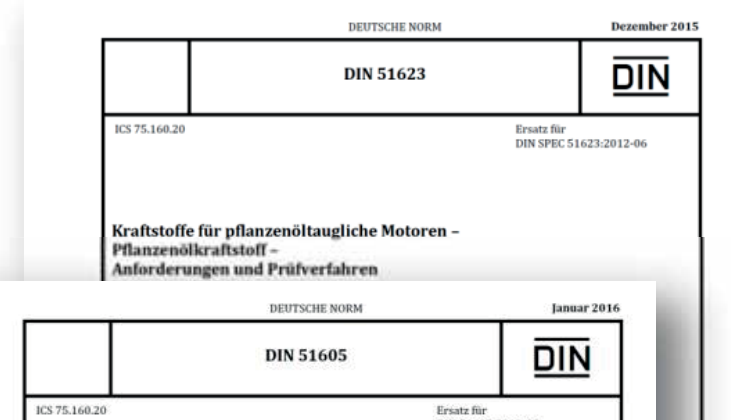 DEUTSCHE NORM
Dezember 2015
DIN 51623
DIN
ICS 75.160.20
Ersatz für
DIN SPEC 51623:2012-06
Kraftstoffe für pflanzenöltaugliche Motoren –
Pflanzenölkraftstoff –
Anforderungen und Prüfverfahren
DEUTSCHE NORM
Januar 2016
DIN 51605
DIN
ICS 75.160.20
Ersatz für